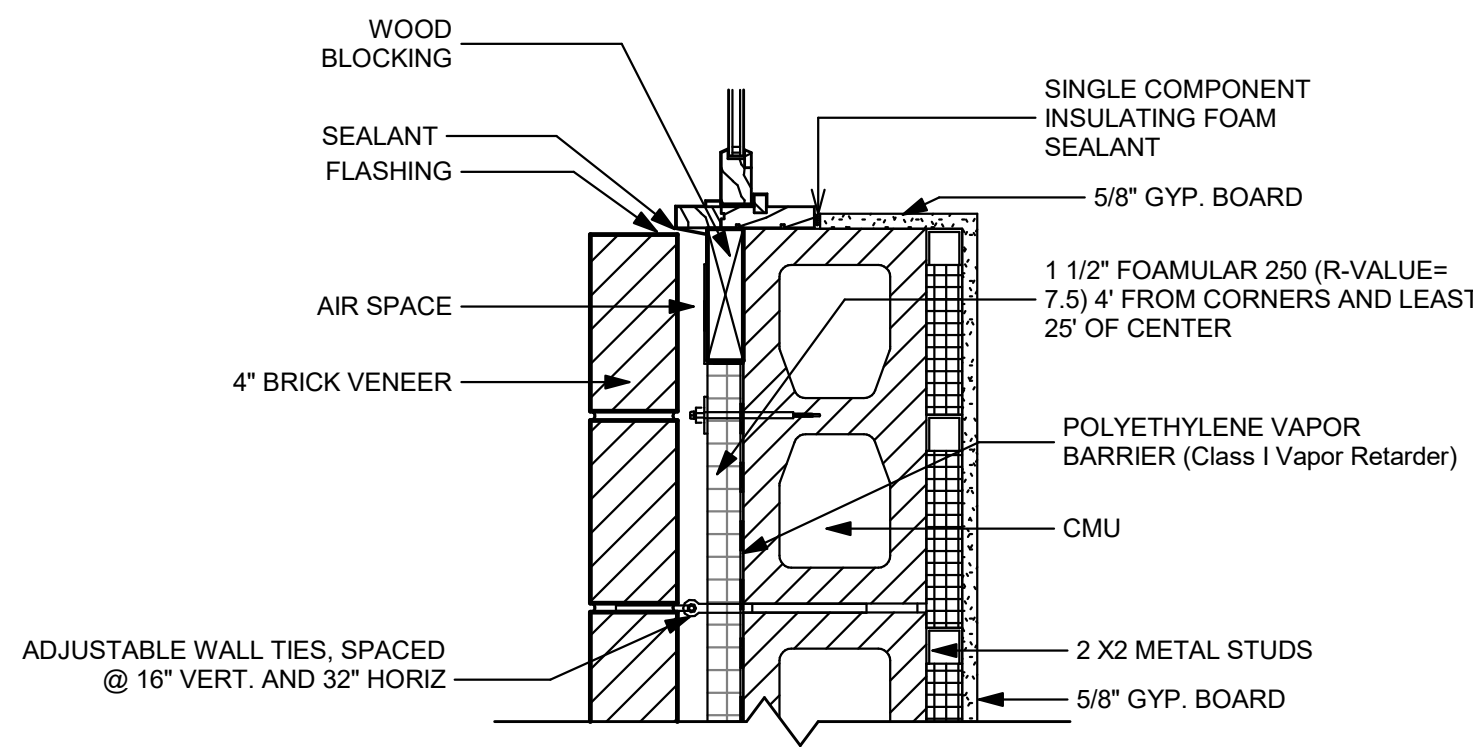 WOOD
BLOCKING
SEALANT
FLASHING
AIR SPACE
4" BRICK VENEER
ADJUSTABLE WALL TIES, SPACED
@ 16" VERT. AND 32" HORIZ
SINGLE COMPONENT
INSULATING FOAM
SEALANT
5/8" GYP. BOARD
1 1/2" FOAMULAR 250 (R-VALUE=
7.5) 4' FROM CORNERS AND LEAST
25' OF CENTER
POLYETHYLENE VAPOR
BARRIER (Class I Vapor Retarder)
CMU
2 X2 METAL STUDS
5/8" GYP. BOARD